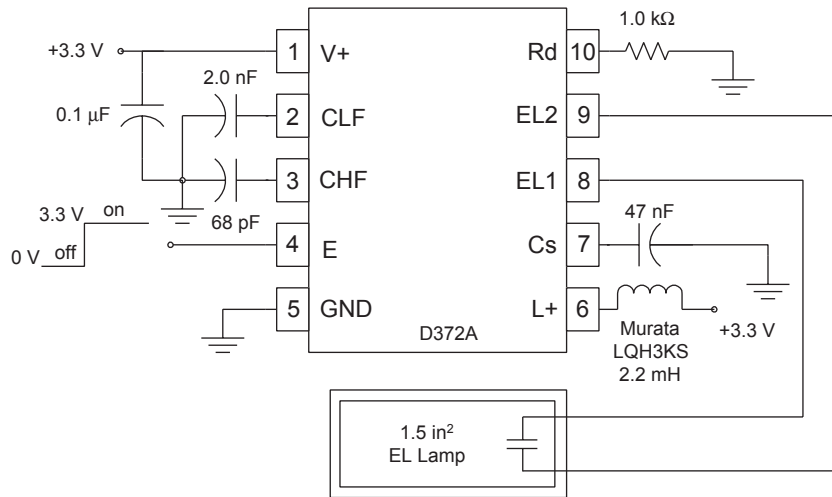 +3.3 V
1 V+
Rd 10
1.0 kΩ
0.1 μF
2.0 nF
2 CLF
EL2 9
3 CHF
EL1 8
68 pF
3.3 V on
0 V off
4 E
Cs 7
47 nF
5 GND
L+ 6
D372A
Murata
LQH3KS
2.2 mH
+3.3 V
1.5 in²
EL Lamp